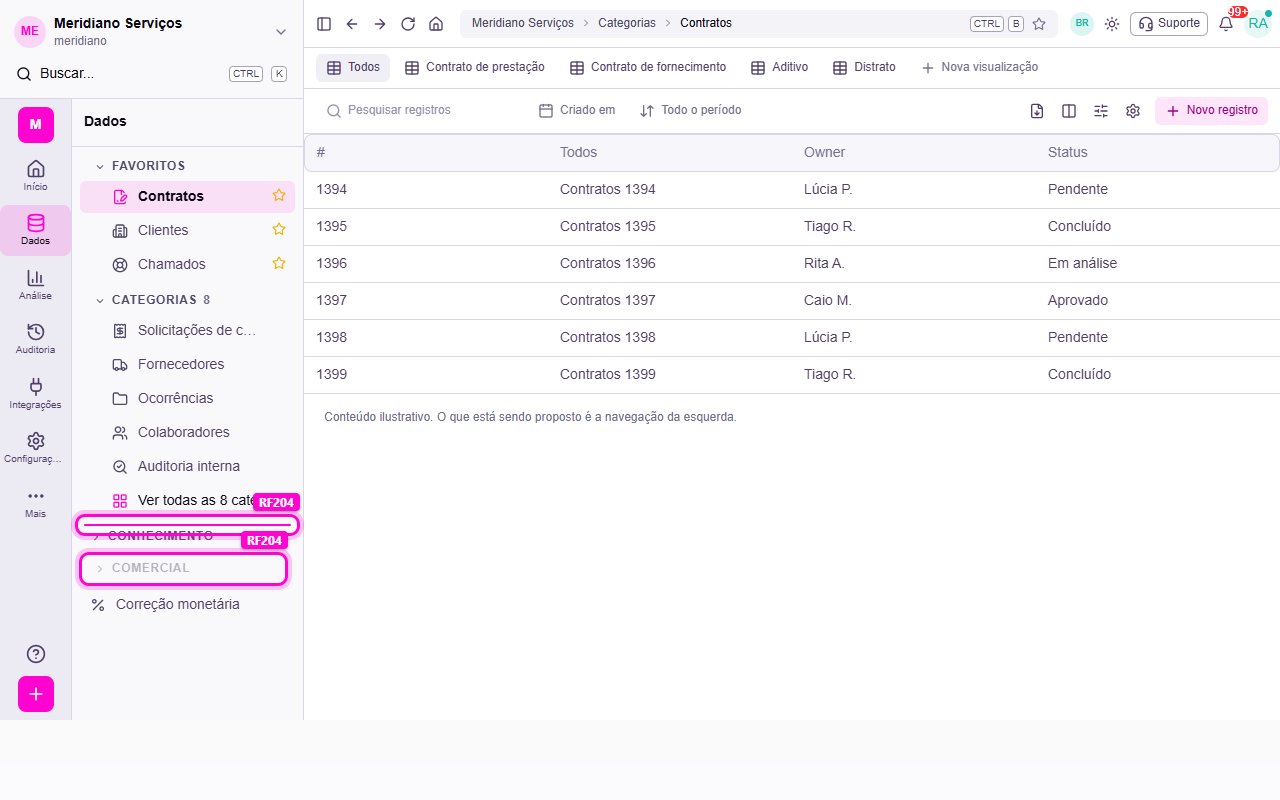 ME
Meridiano Serviços
meridiano
Buscar...
CTRL K
M
Início
Dados
Análise
Auditoria
Integrações
Configuraç...
Mais
Dados
FAVORITOS
Contratos
Clientes
Chamados
CATEGORIAS 8
Solicitações de c...
Fornecedores
Ocorrências
Colaboradores
Auditoria interna
Ver todas as 8 cate
RF204
CONHECIMENTO
RF204
COMERCIAL
Correção monetária
Meridiano Serviços > Categorias > Contratos
CTRL B
BR
Suporte
99+
RA
Todos
Contrato de prestação
Contrato de fornecimento
Aditivo
Distrato
+ Nova visualização
Pesquisar registros
Criado em
Todo o período
+ Novo registro
# Todos Owner Status
1394 Contratos 1394 Lúcia P. Pendente
1395 Contratos 1395 Tiago R. Concluído
1396 Contratos 1396 Rita A. Em análise
1397 Contratos 1397 Caio M. Aprovado
1398 Contratos 1398 Lúcia P. Pendente
1399 Contratos 1399 Tiago R. Concluído
Conteúdo ilustrativo. O que está sendo proposto é a navegação da esquerda.